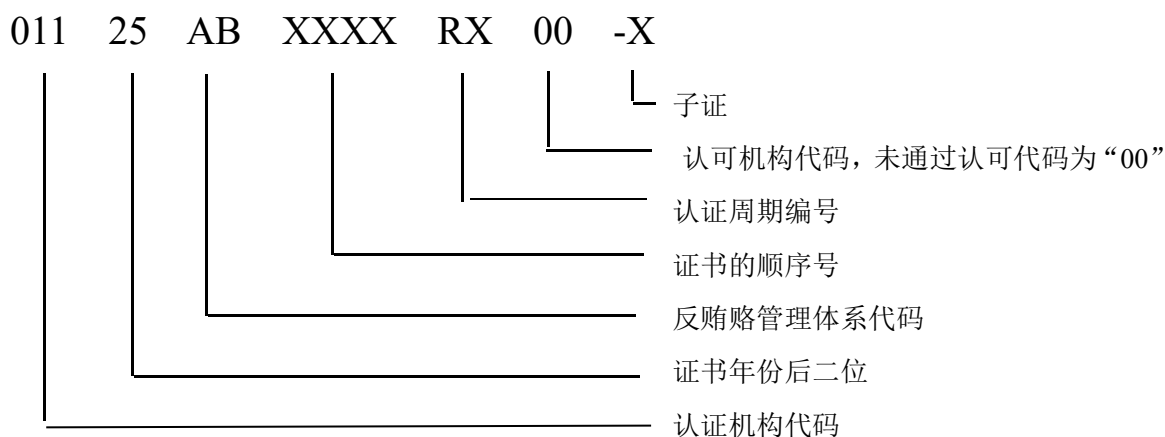 011 25 AB XXXX RX 00 -X
子证
认可机构代码，未通过认可代码为“00”
认证周期编号
证书的顺序号
反贿赂管理体系代码
证书年份后二位
认证机构代码